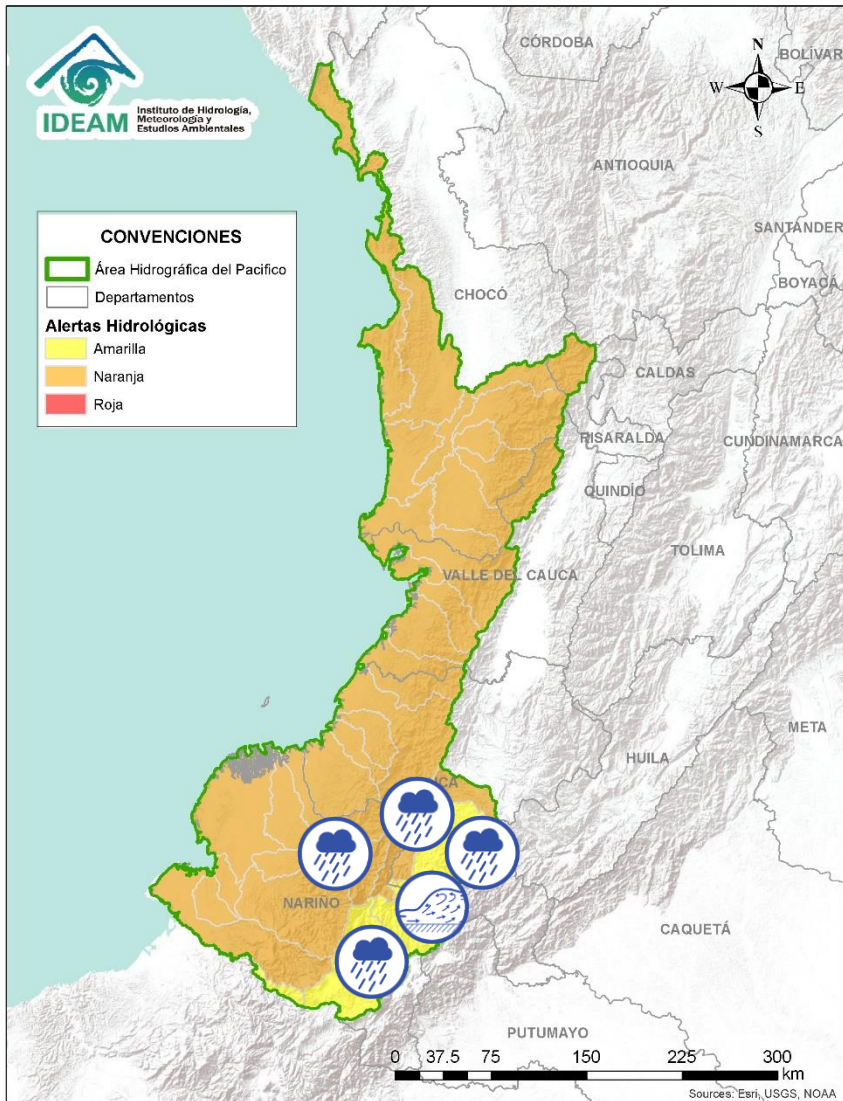 IDEAM
Instituto de Hidrología,
Meteorología y
Estudios Ambientales
N
W
E
S
CÓRDOBA
BOLÍVAR
ANTIOQUIA
SANTANDER
BOYACÁ
CONVENCIONES
Área Hidrográfica del Pacifico
Departamentos
Alertas Hidrológicas
Amarilla
Naranja
Roja
CHOCÓ
CALDAS
RISARALDA
CUNDINAMARCA
QUINDÍO
TOLIMA
VALLE DEL CAUCA
META
HUILA
UCA
NARIÑO
CAQUETÁ
PUTUMAYO
0 37.5 75 150 225 300
km
Sources: Esri, USGS, NOAA